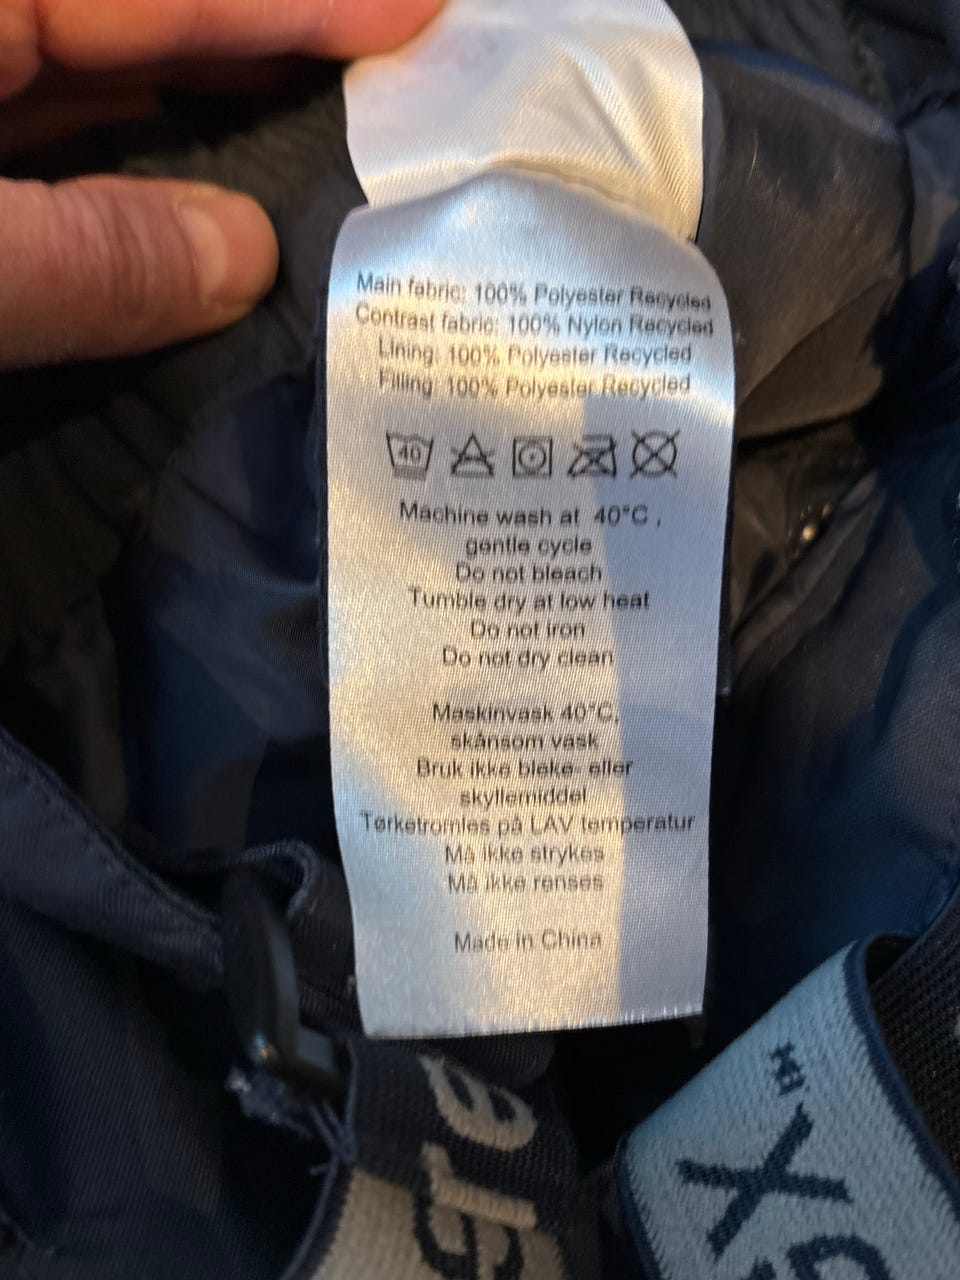 Main fabric: 100% Polyester Recycled
Contrast fabric: 100% Nylon Recycled
Lining: 100% Polyester Recycled
Filling: 100% Polyester Recycled
40
Machine wash at 40°C ,
gentle cycle
Do not bleach
Tumble dry at low heat
Do not iron
Do not dry clean
Maskinvask 40°C,
skånsom vask
Bruk ikke bleke- eller
skyllemiddel
Tørketromles på LAV temperatur
Må ikke strykes
Må ikke renses
Made in China